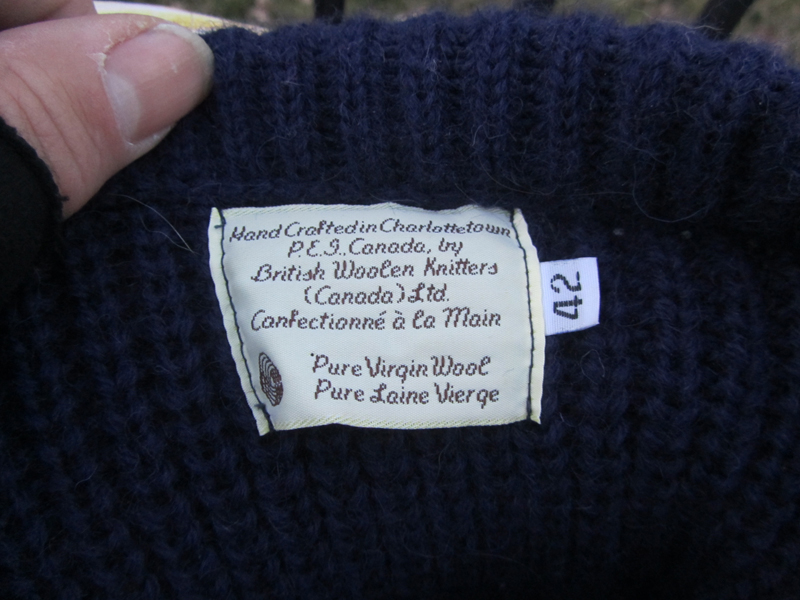 Hand Crafted in Charlottetown
P.E.I., Canada, by
British Woolen Knitters
(Canada) Ltd.
Confectionné à la Main
Pure Virgin Wool
Pure Laine Vierge
42